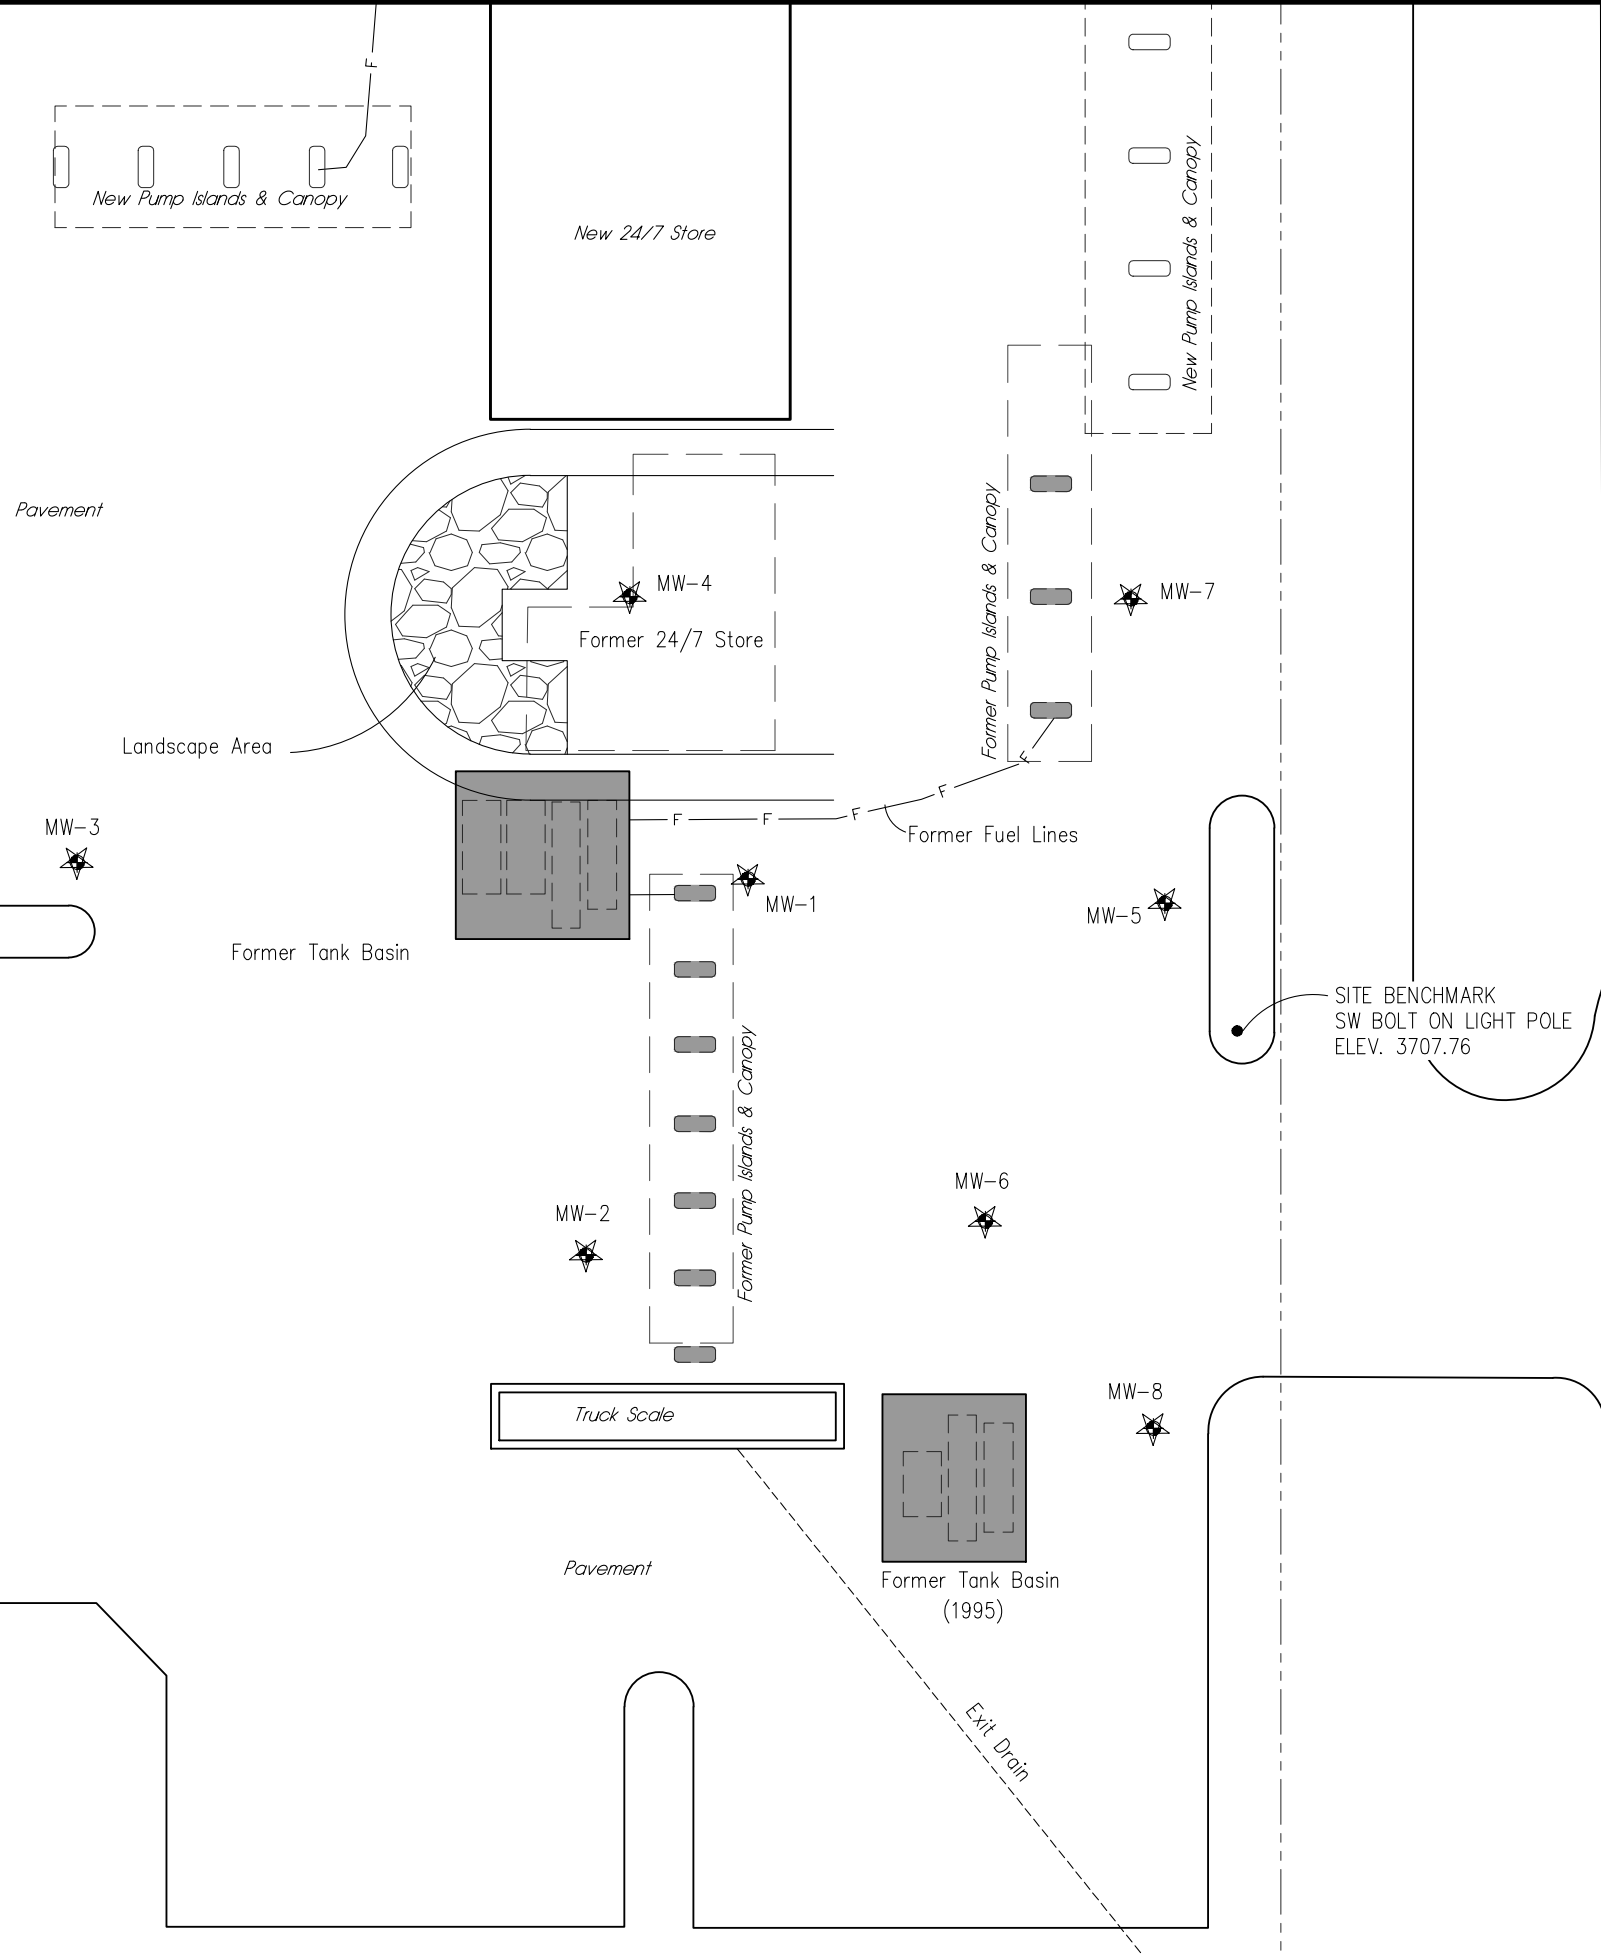 F
New Pump Islands & Canopy
New 24/7 Store
New Pump Islands & Canopy
Pavement
Former Pump Islands & Canopy
MW-4
MW-7
Former 24/7 Store
Landscape Area
F
F
F
F
F
Former Fuel Lines
MW-3
MW-1
MW-5
Former Tank Basin
SITE BENCHMARK
SW BOLT ON LIGHT POLE
ELEV. 3707.76
Former Pump Islands & Canopy
MW-6
MW-2
MW-8
Truck Scale
Pavement
Former Tank Basin
(1995)
Exit Drain